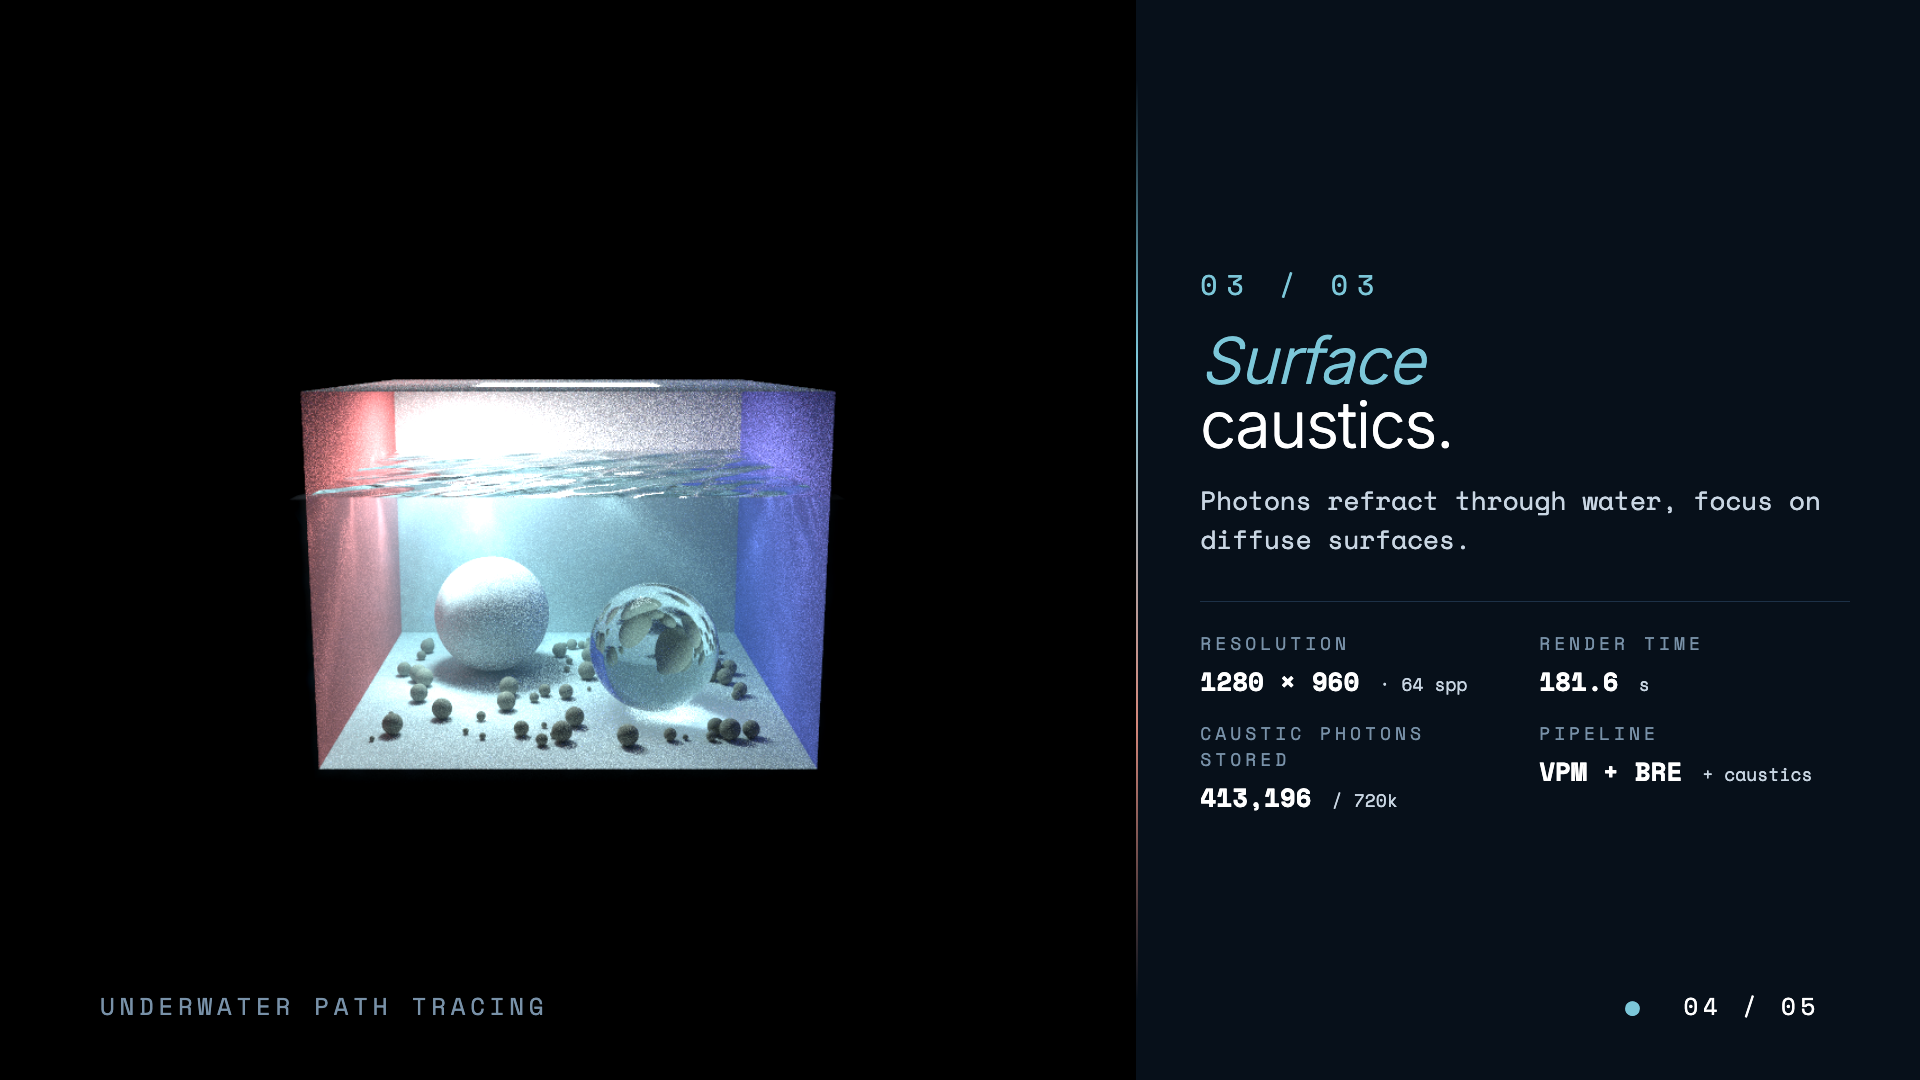 03 / 03
Surface
caustics.
Photons refract through water, focus on
diffuse surfaces.
RESOLUTION
1280 × 960 · 64 spp
RENDER TIME
181.6 s
CAUSTIC PHOTONS
STORED
413,196 / 720k
PIPELINE
VPM + BRE + caustics
UNDERWATER PATH TRACING
04 / 05